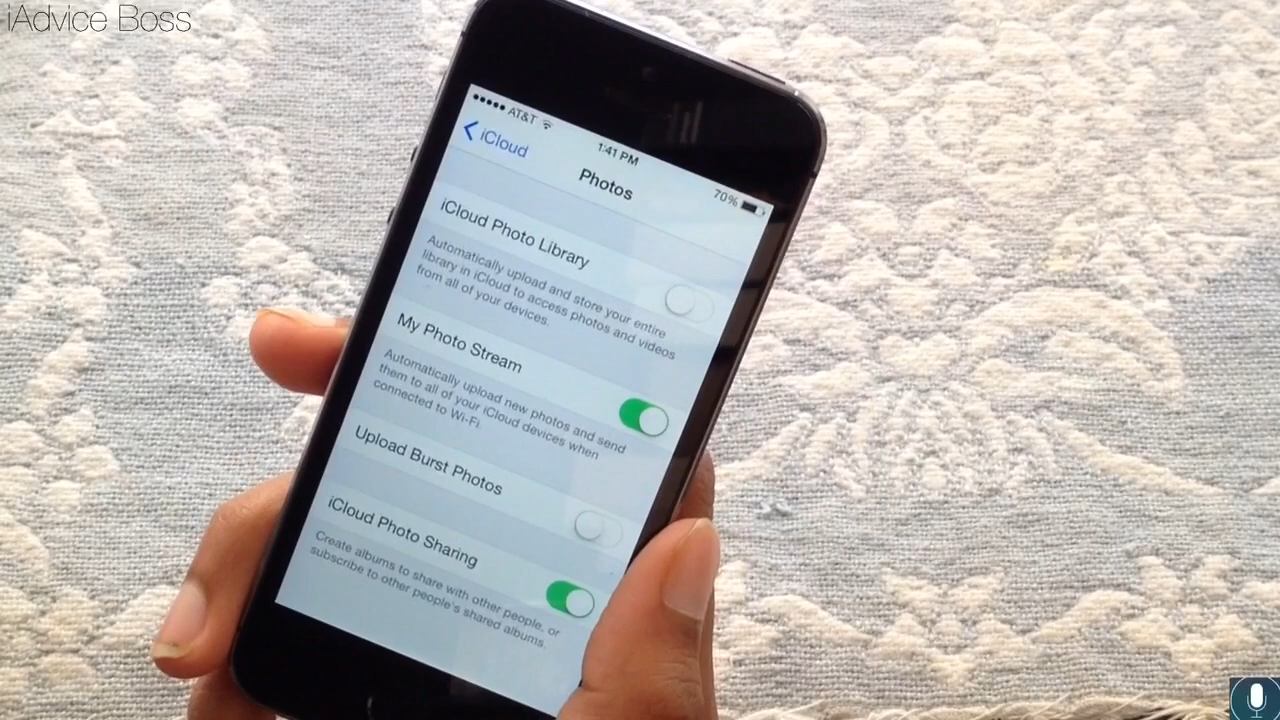 iAdvice Boss
AT&T
1:41 PM
70%
iCloud
Photos
iCloud Photo Library
Automatically upload and store your entire
library in iCloud to access photos and videos
from all of your devices.
My Photo Stream
Automatically upload new photos and send
them to all of your iCloud devices when
connected to Wi-Fi.
Upload Burst Photos
iCloud Photo Sharing
Create albums to share with other people, or
subscribe to other people's shared albums.